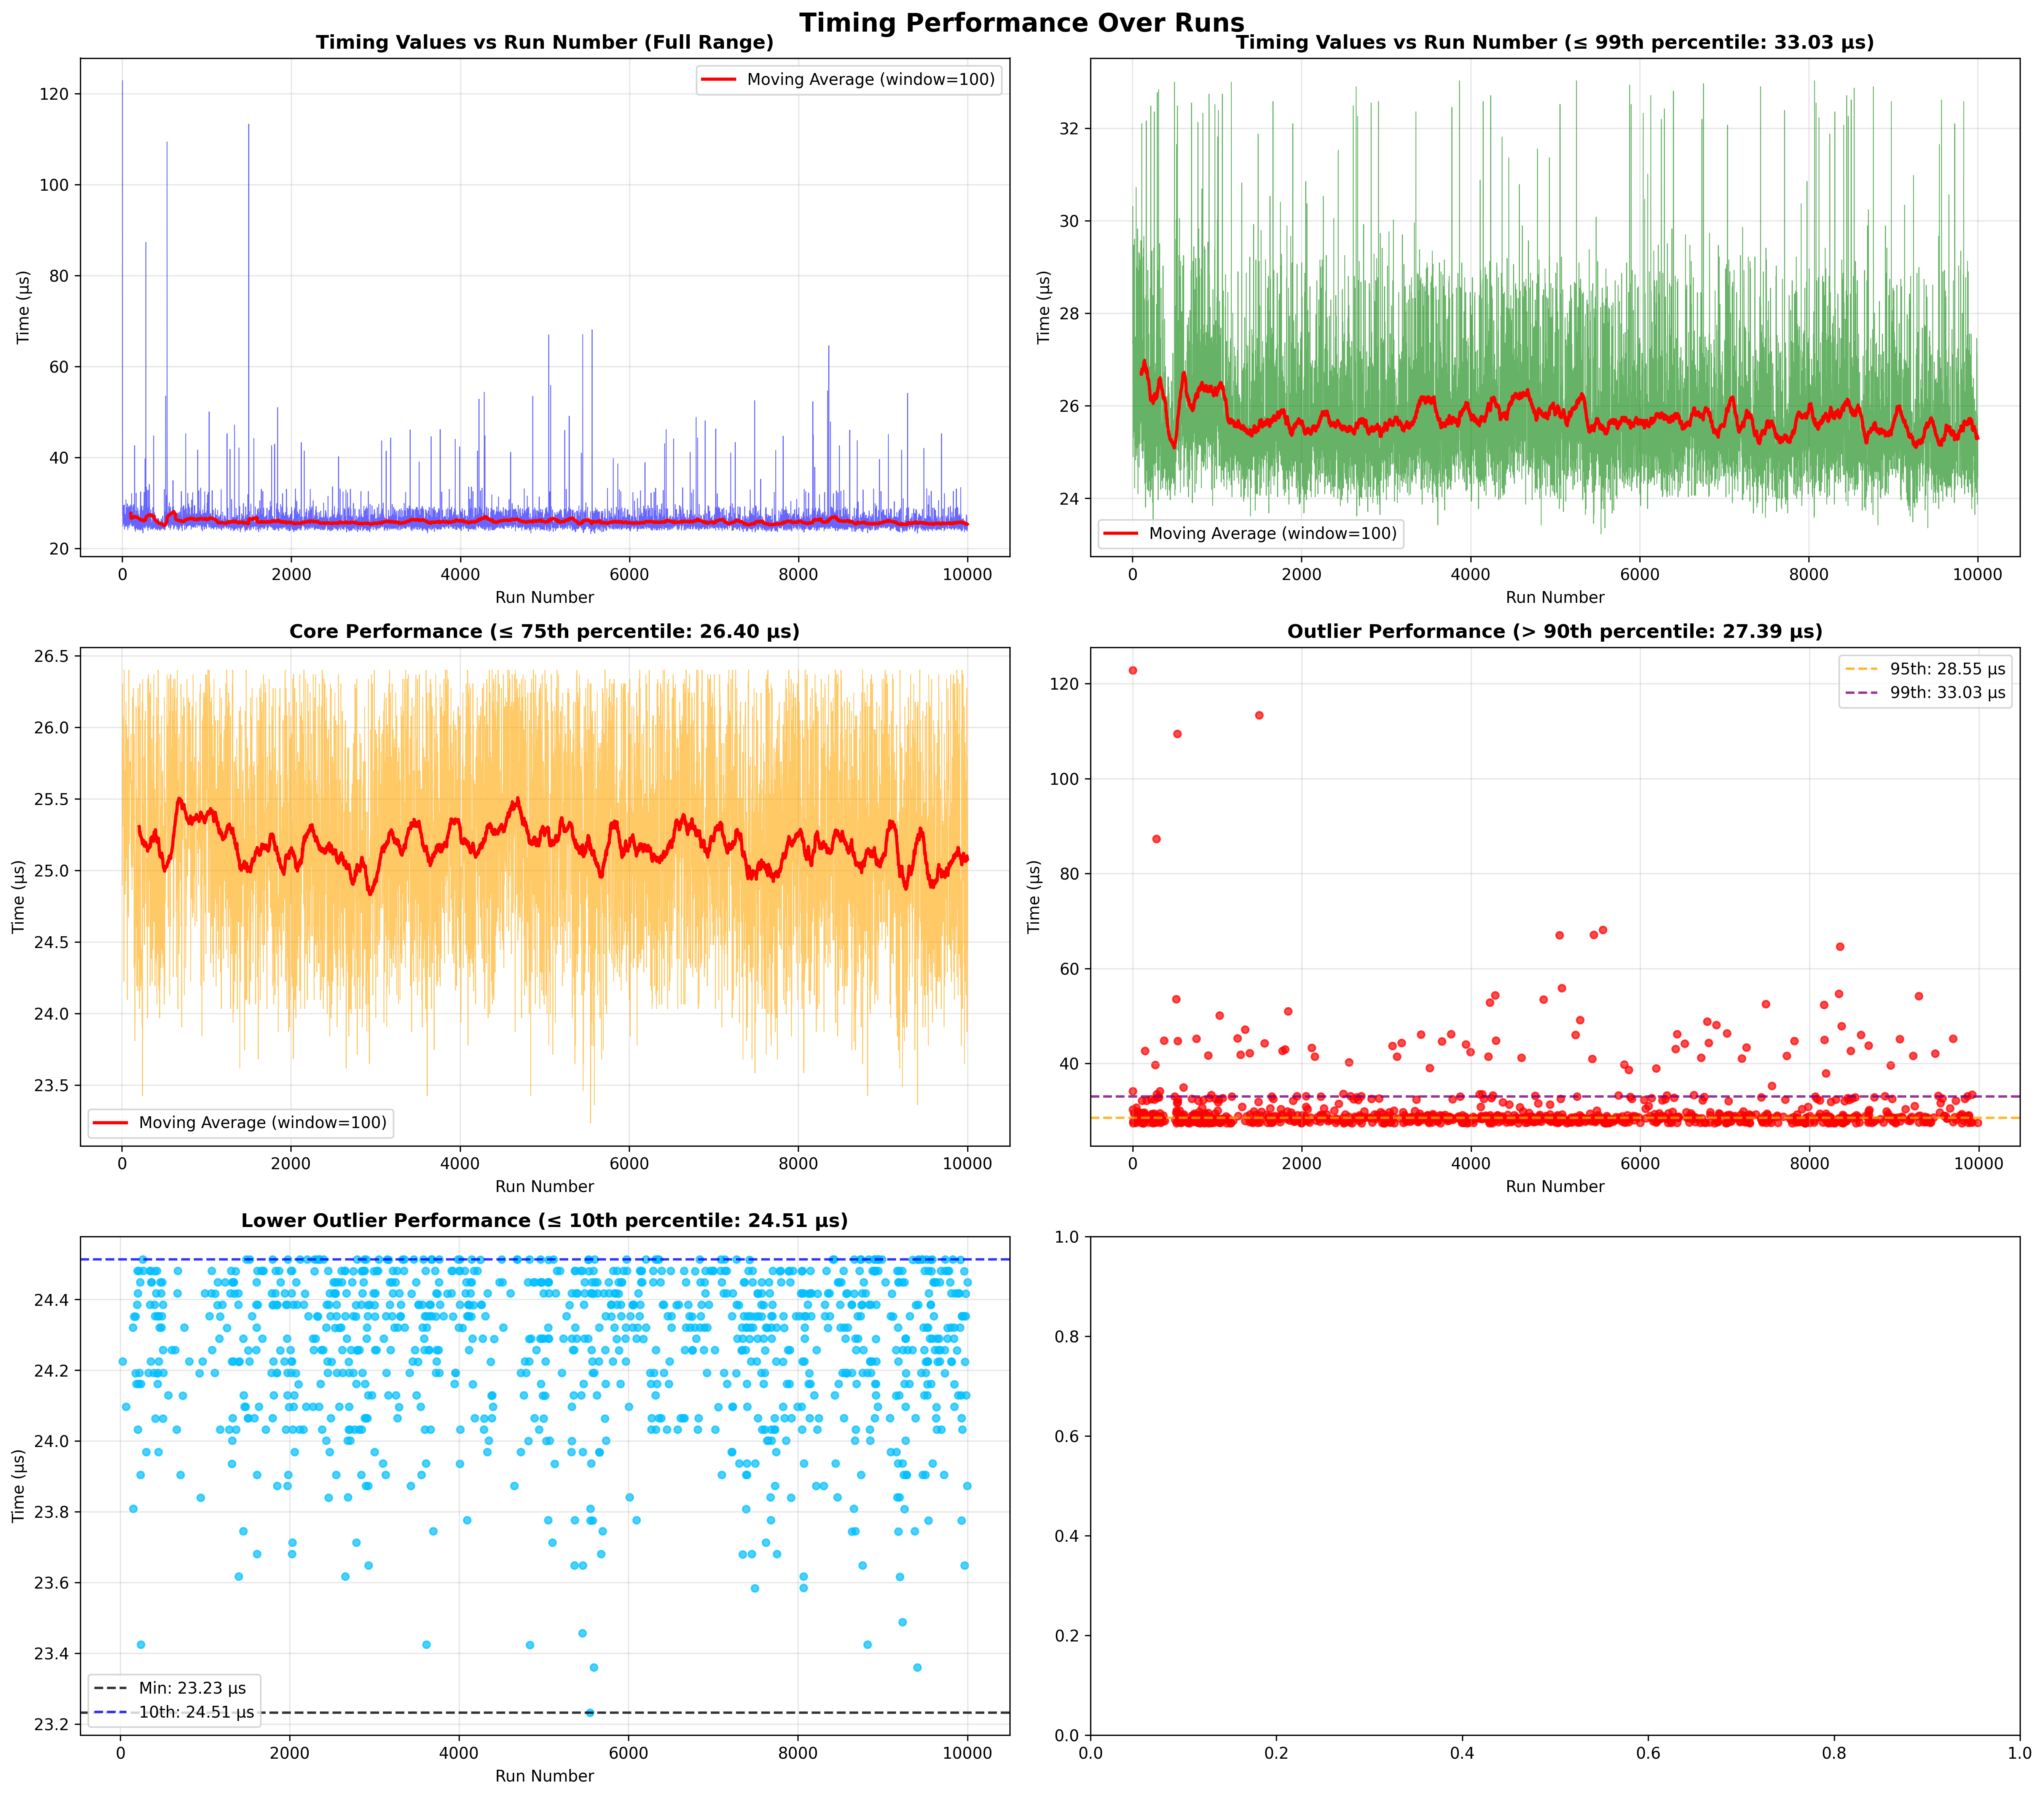 Timing Performance Over Runs
Timing Values vs Run Number (Full Range)
Time (µs)
120
100
80
60
40
20
Moving Average (window=100)
0 2000 4000 6000 8000 10000
Run Number
Timing Values vs Run Number (≤ 99th percentile: 33.03 µs)
Time (µs)
32
30
28
26
24
Moving Average (window=100)
0 2000 4000 6000 8000 10000
Run Number
Core Performance (≤ 75th percentile: 26.40 µs)
Time (µs)
26.5
26.0
25.5
25.0
24.5
24.0
23.5
Moving Average (window=100)
0 2000 4000 6000 8000 10000
Run Number
Outlier Performance (> 90th percentile: 27.39 µs)
Time (µs)
120
100
80
60
40
95th: 28.55 µs
99th: 33.03 µs
0 2000 4000 6000 8000 10000
Run Number
Lower Outlier Performance (≤ 10th percentile: 24.51 µs)
Time (µs)
24.4
24.2
24.0
23.8
23.6
23.4
23.2
Min: 23.23 µs
10th: 24.51 µs
0 2000 4000 6000 8000 10000
Run Number
1.0
0.8
0.6
0.4
0.2
0.0
0.0 0.2 0.4 0.6 0.8 1.0